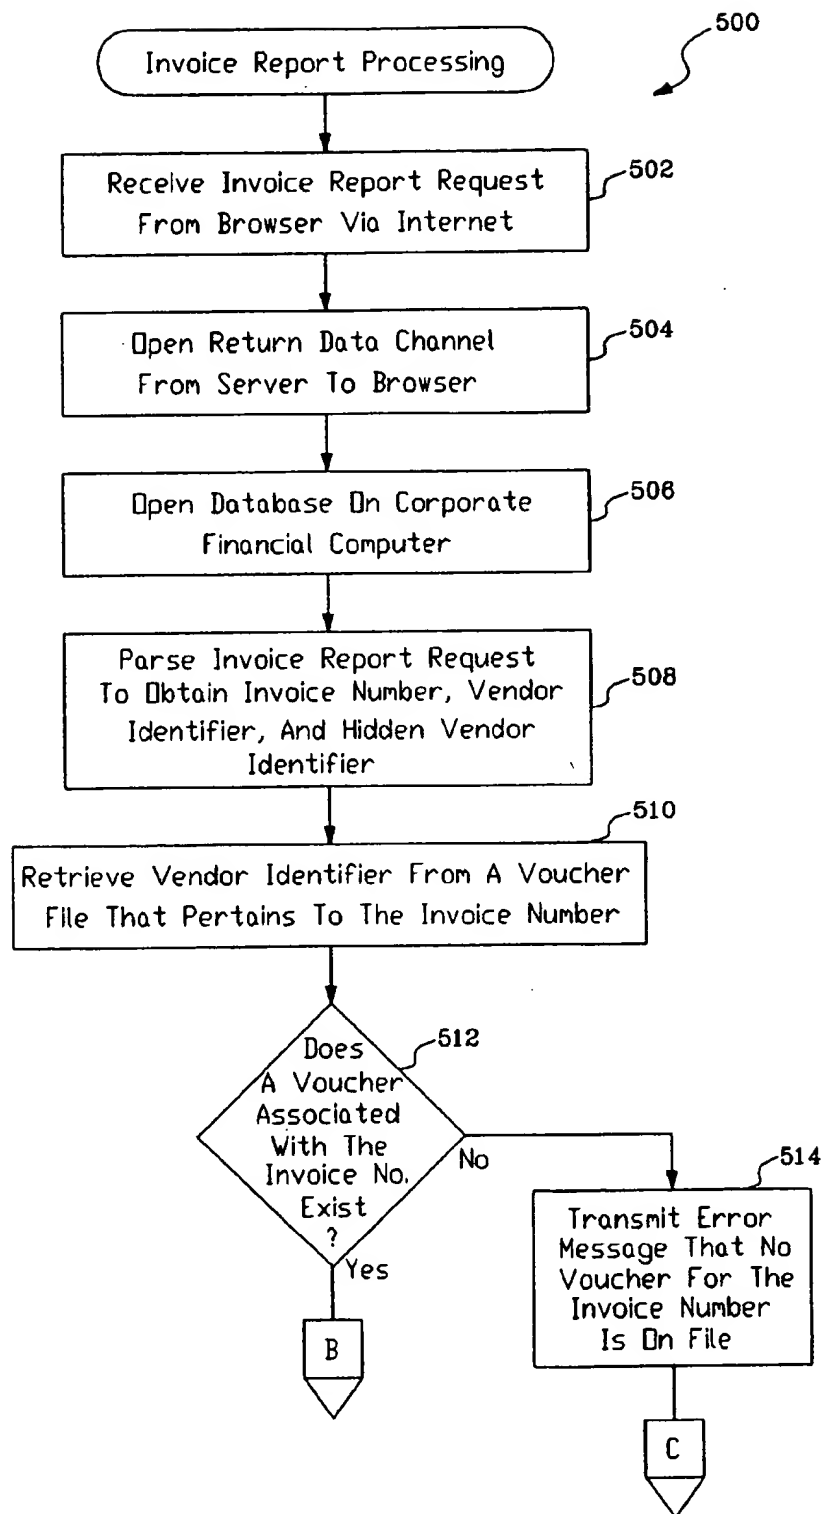 500
Invoice Report Processing
502
Receive Invoice Report Request
From Browser Via Internet
504
Open Return Data Channel
From Server To Browser
506
Open Database On Corporate
Financial Computer
508
Parse Invoice Report Request
To Obtain Invoice Number, Vendor
Identifier, And Hidden Vendor
Identifier
510
Retrieve Vendor Identifier From A Voucher
File That Pertains To The Invoice Number
512
Does
A Voucher
Associated
With The
Invoice No.
Exist
?
No
Yes
514
Transmit Error
Message That No
Voucher For The
Invoice Number
Is On File
B
C